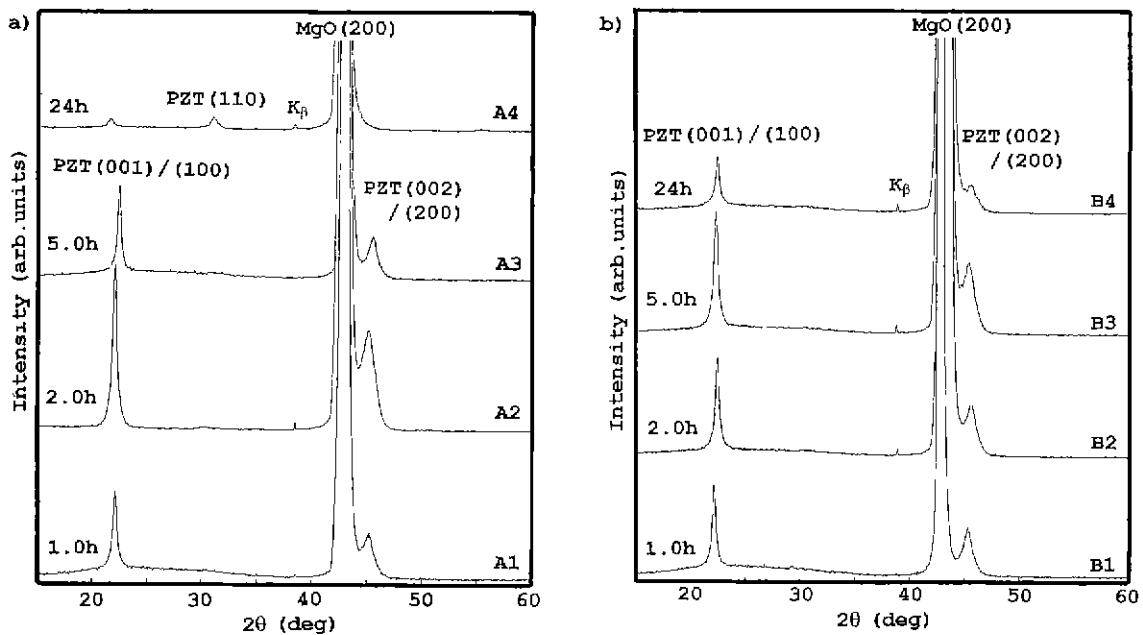 a)
MgO(200)
24h
PZT(110)
Kβ
A4
PZT(001)/(100)
PZT(002)
/(200)
5.0h
A3
2.0h
A2
1.0h
A1
Intensity (arb.units)
20 30 40 50 60
2θ (deg)
b)
MgO(200)
PZT(001)/(100)
PZT(002)
/(200)
24h
Kβ
B4
5.0h
B3
2.0h
B2
1.0h
B1
Intensity (arb.units)
20 30 40 50 60
2θ (deg)